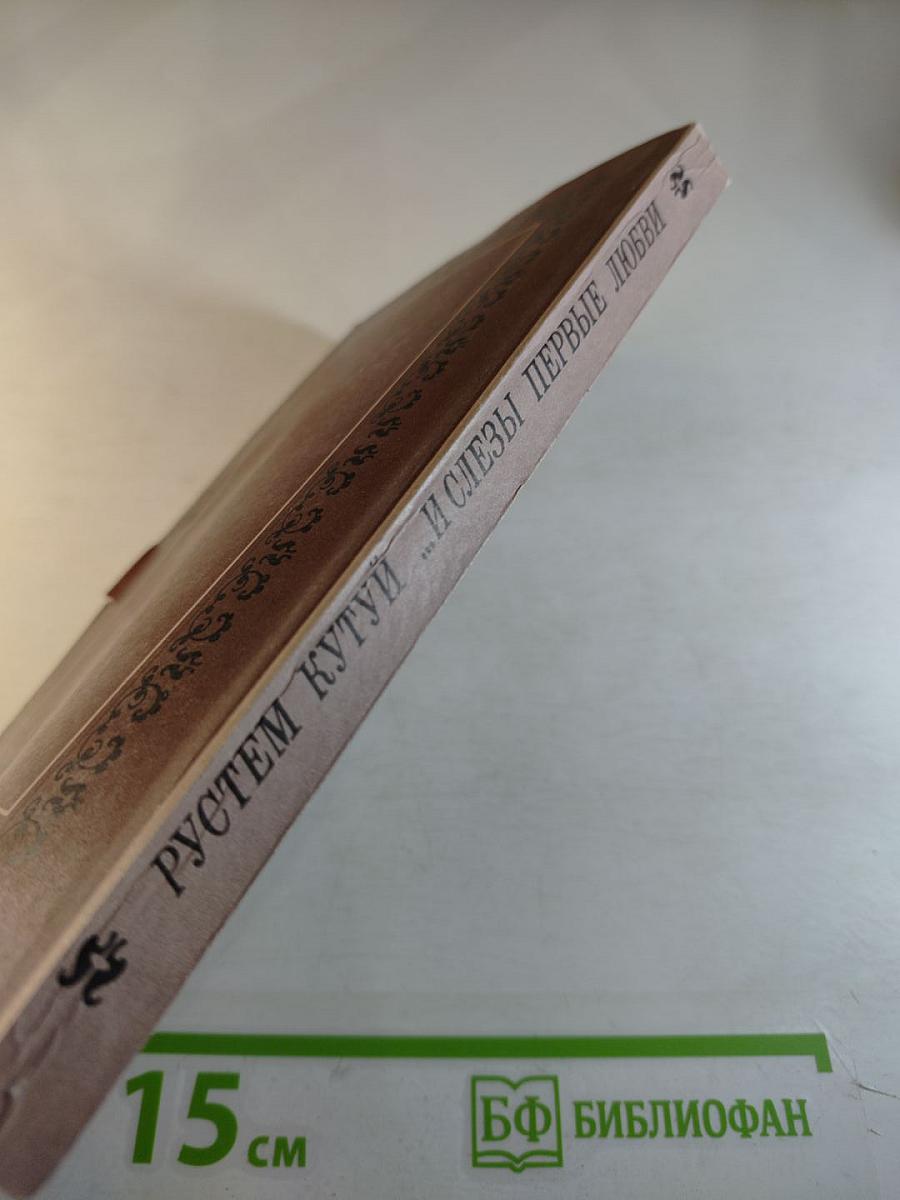 РУСТЕМ КУТУЙ ...И СЛЕЗЫ ПЕРВЫЕ ЛЮБВИ
15 см
БФ БИБЛИОФАН